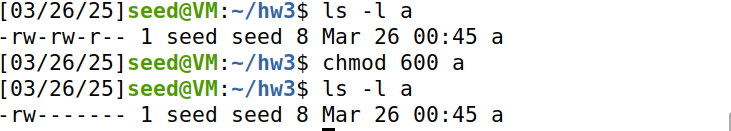 [03/26/25]seed@VM:~/hw3$ ls -l a
-rw-rw-r-- 1 seed seed 8 Mar 26 00:45 a
[03/26/25]seed@VM:~/hw3$ chmod 600 a
[03/26/25]seed@VM:~/hw3$ ls -l a
-rw------- 1 seed seed 8 Mar 26 00:45 a